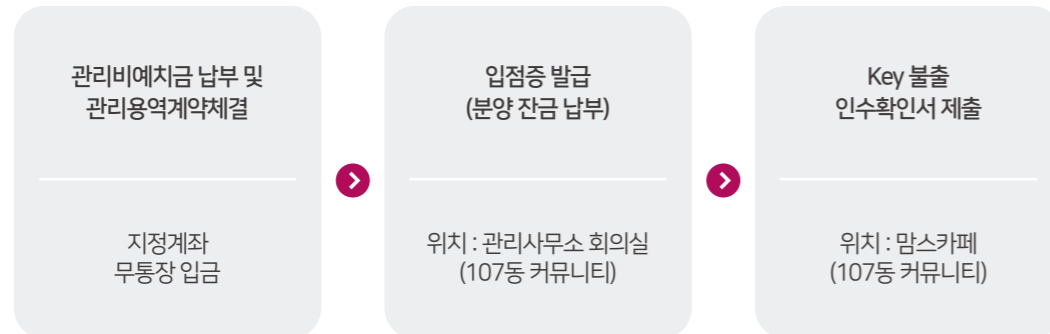 관리비예치금 납부 및
관리용역계약체결
지정계좌
무통장 입금
입점증 발급
(분양 잔금 납부)
위치 : 관리사무소 회의실
(107동 커뮤니티)
Key 불출
인수확인서 제출
위치 : 맘스카페
(107동 커뮤니티)